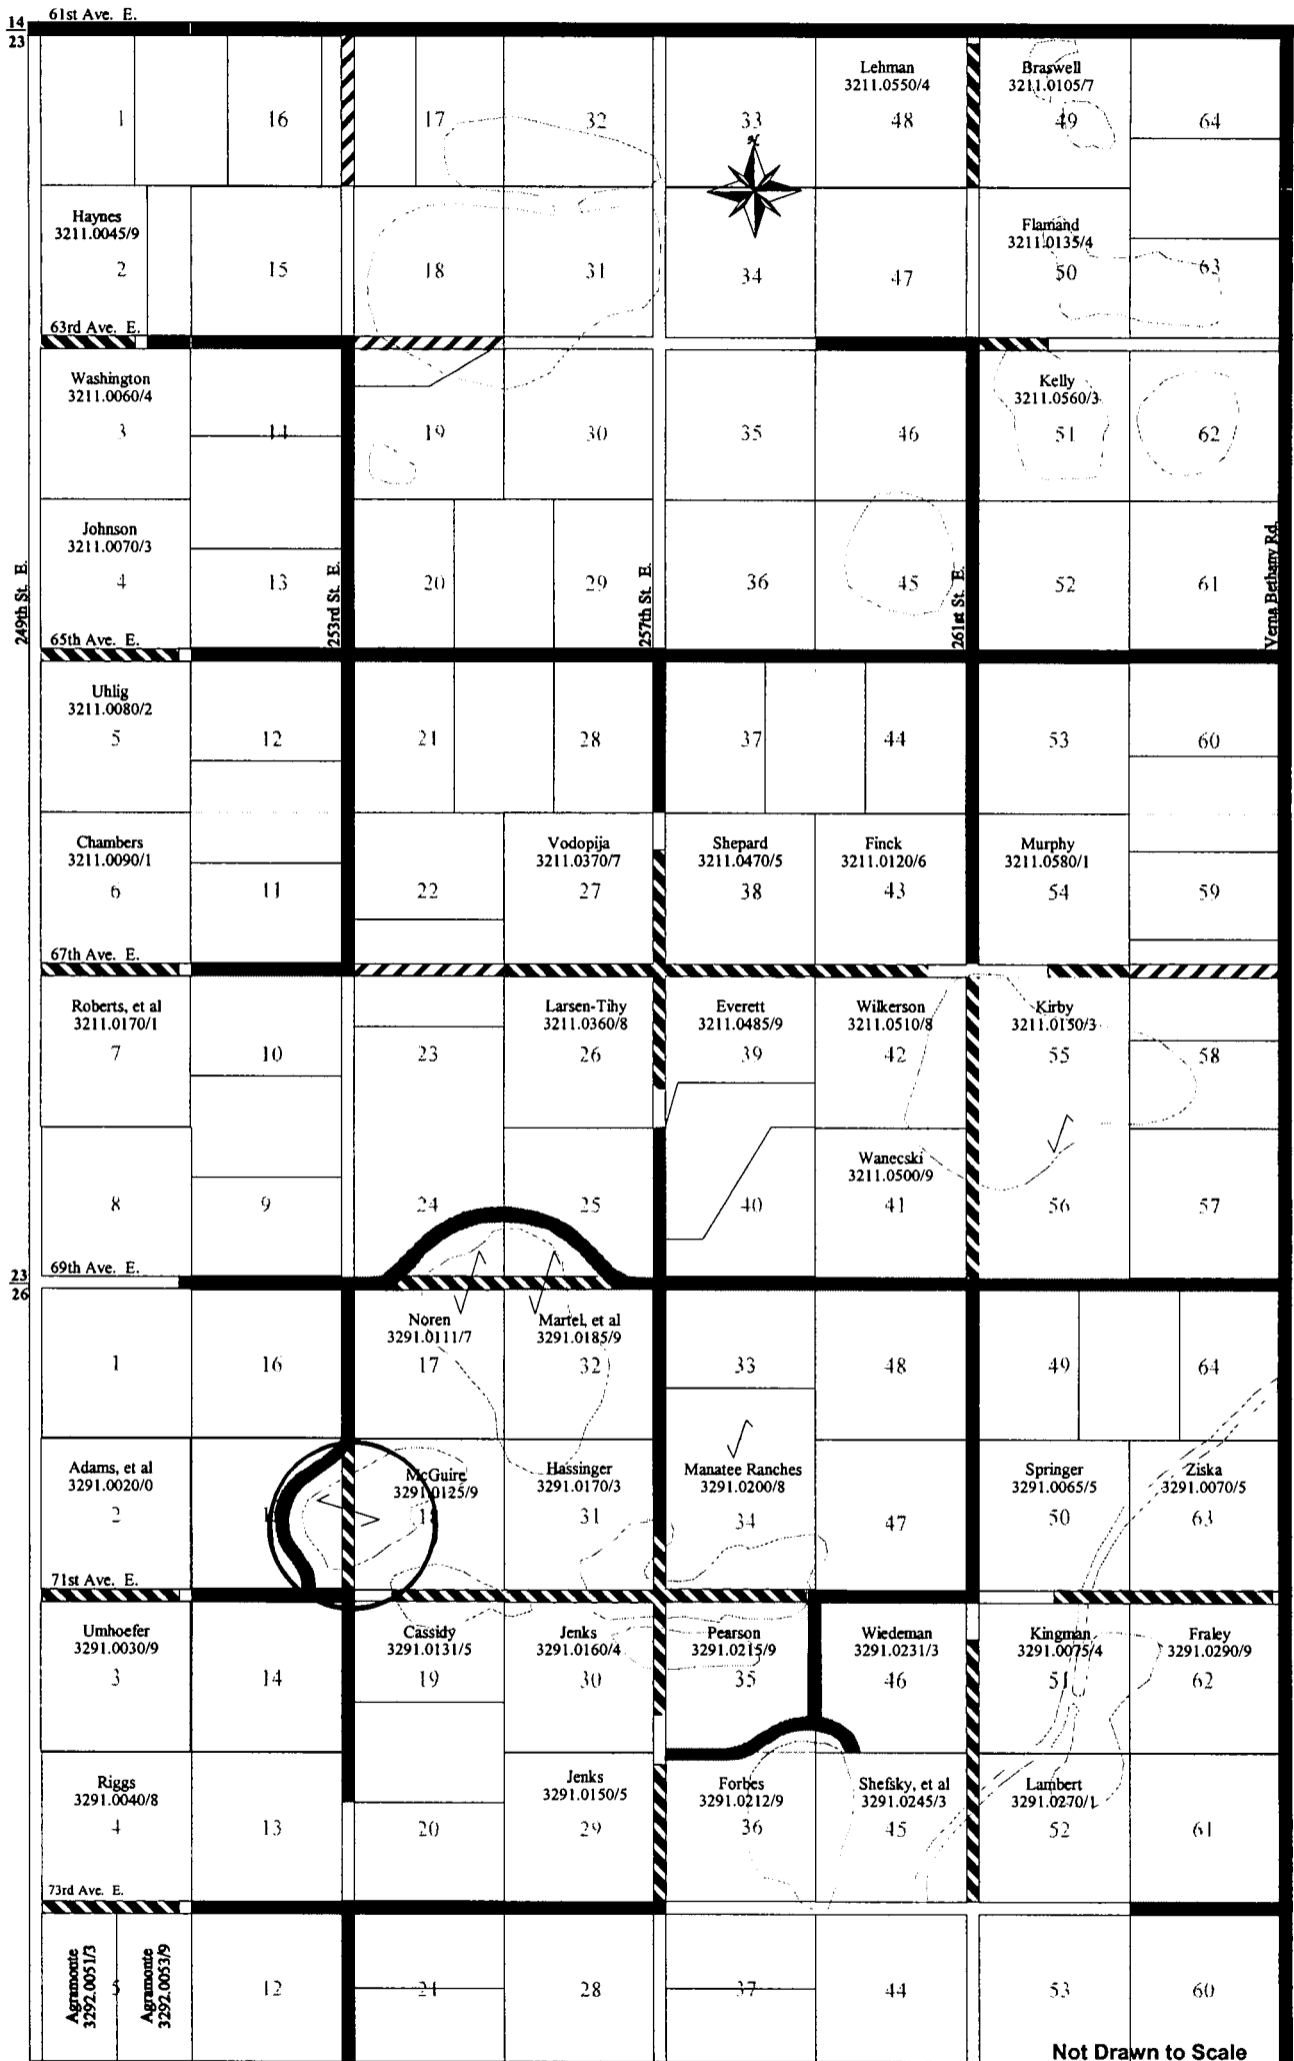 61st Ave. E.
14
23
1
16
17
32
33
Lehman
3211.0550/4
48
Braswell
3211.0105/7
49
64
N
Haynes
3211.0045/9
2
15
18
31
34
47
Flamand
3211.0135/4
50
63
63rd Ave. E.
Washington
3211.0060/4
3
14
19
30
35
46
Kelly
3211.0560/3
51
62
Johnson
3211.0070/3
4
13
20
29
36
45
52
61
249th St. E.
253rd St. E.
257th St. E.
261st St. E.
Verna Bethany Rd.
65th Ave. E.
Uhlig
3211.0080/2
5
12
21
28
37
44
53
60
Chambers
3211.0090/1
6
11
22
Vodopija
3211.0370/7
27
Shepard
3211.0470/5
38
Finck
3211.0120/6
43
Murphy
3211.0580/1
54
59
67th Ave. E.
Roberts, et al
3211.0170/1
7
10
23
Larsen-Tihy
3211.0360/8
26
Everett
3211.0485/9
39
Wilkerson
3211.0510/8
42
Kirby
3211.0150/3
55
58
8
9
24
25
40
Wanecski
3211.0500/9
41
56
57
69th Ave. E.
23
26
1
16
Noren
3291.0111/7
17
Martel, et al
3291.0185/9
32
33
48
49
64
Adams, et al
3291.0020/0
2
McGuire
3291.0125/9
18
Hassinger
3291.0170/3
31
Manatee Ranches
3291.0200/8
34
47
Springer
3291.0065/5
50
Ziska
3291.0070/5
63
71st Ave. E.
Umhoefer
3291.0030/9
3
14
Cassidy
3291.0131/5
19
Jenks
3291.0160/4
30
Pearson
3291.0215/9
35
Wiedeman
3291.0231/3
46
Kingman
3291.0075/4
51
Fraley
3291.0290/9
62
Riggs
3291.0040/8
4
13
20
Jenks
3291.0150/5
29
Forbes
3291.0212/9
36
Shefsky, et al
3291.0245/3
45
Lambert
3291.0270/1
52
61
73rd Ave. E.
Agramonte
3292.0051/3
5
Agramonte
3292.0053/9
12
21
28
37
44
53
60
Not Drawn to Scale